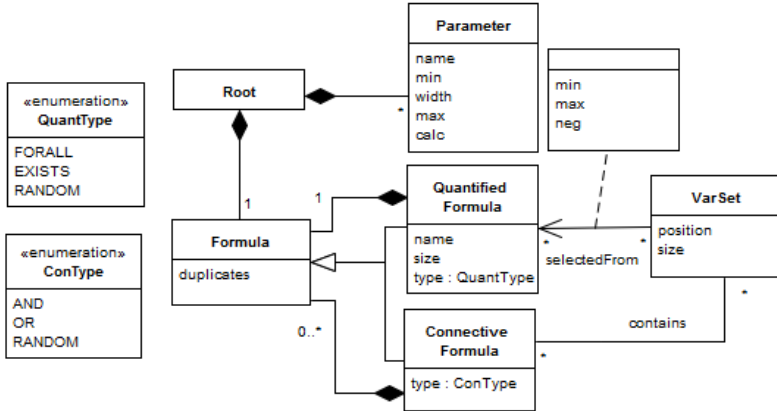 Parameter
name
min
width
max
calc
*
Root
min
max
neg
«enumeration»
QuantType
FORALL
EXISTS
RANDOM
1
1
Quantified
Formula
name
size
type : QuantType
*
*
selectedFrom
VarSet
position
size
*
Formula
duplicates
«enumeration»
ConType
AND
OR
RANDOM
0..*
Connective
Formula
type : ConType
*
contains